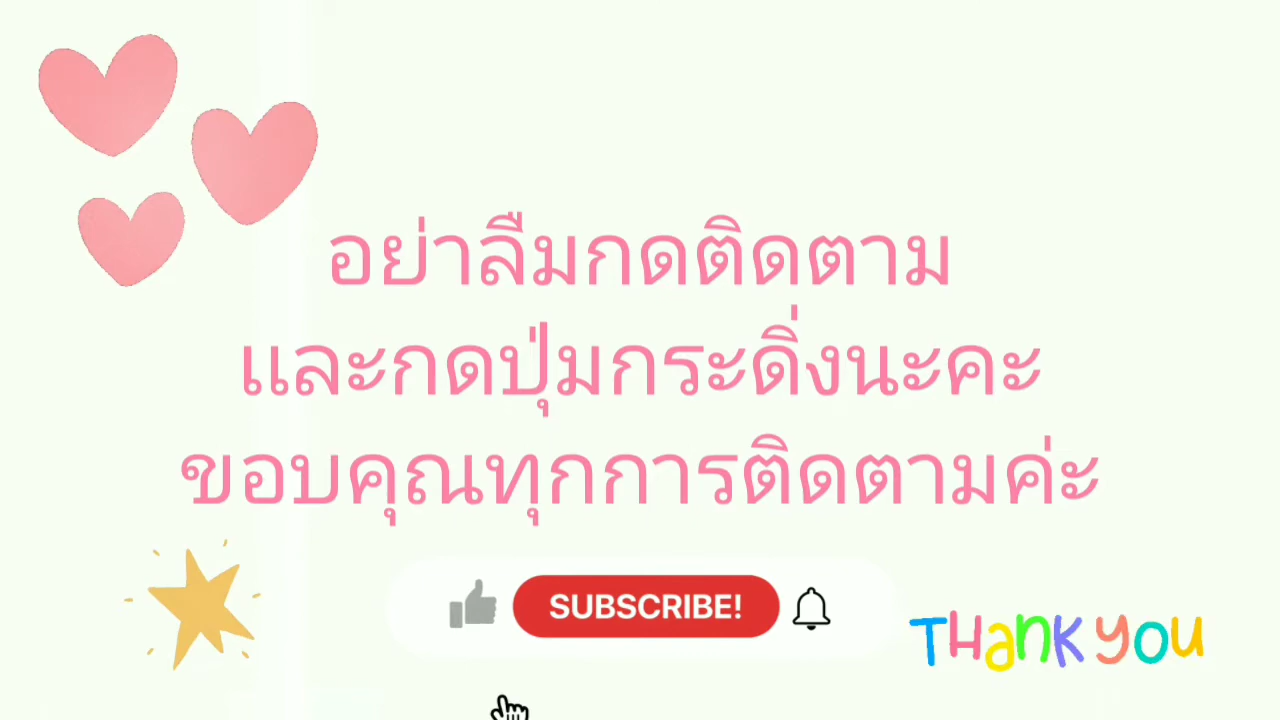 อย่าลืมกดติดตาม
และกดปุ่มกระดิ่งนะคะ
ขอบคุณทุกการติดตามค่ะ
SUBSCRIBE!
THANK YOU